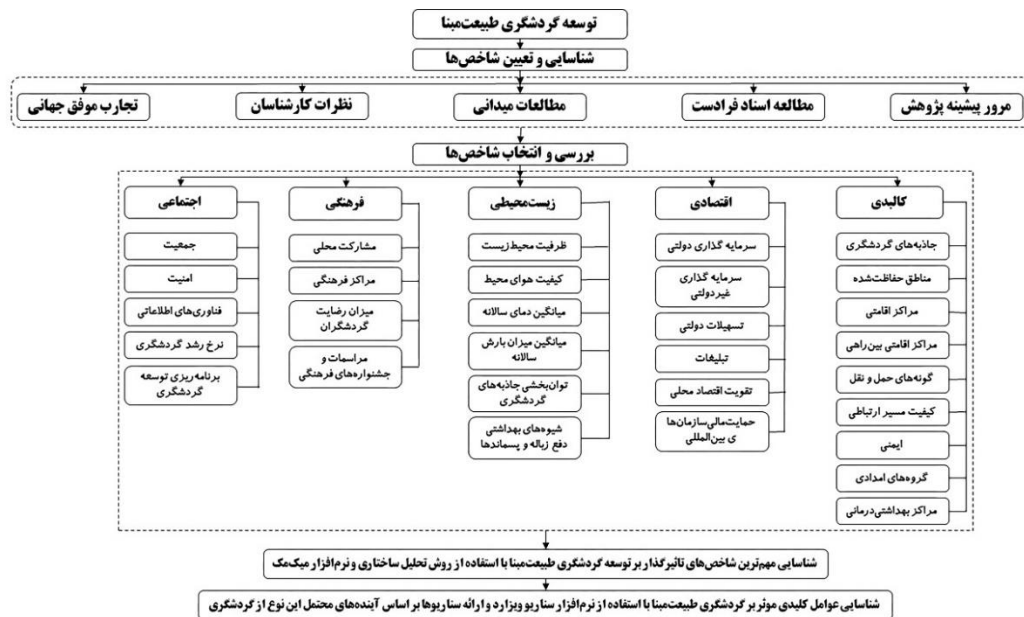 توسعه گردشگری طبیعت‌مبنا
شناسایی و تعیین شاخص‌ها
مرور پیشینه پژوهش
مطالعه اسناد فرادست
مطالعات میدانی
نظرات کارشناسان
تجارب موفق جهانی
بررسی و انتخاب شاخص‌ها
کالبدی
جاذبه‌های گردشگری
مناطق حفاظت‌شده
مراکز اقامتی
مراکز اقامتی بین‌راهی
گونه‌های حمل و نقل
کیفیت مسیر ارتباطی
ایمنی
گروه‌های امدادی
مراکز بهداشتی‌درمانی
اقتصادی
سرمایه گذاری دولتی
سرمایه گذاری
غیردولتی
تسهیلات دولتی
تبلیغات
تقویت اقتصاد محلی
حمایت‌مالی‌سازمان‌ها
ی بین‌المللی
زیست‌محیطی
ظرفیت محیط‌زیست
کیفیت هوای محیط
میانگین دمای سالانه
میانگین میزان بارش
سالانه
توان‌بخشی جاذبه‌های
گردشگری
شیوه‌های بهداشتی
دفع زباله و پسماندها
فرهنگی
مشارکت محلی
مراکز فرهنگی
میزان رضایت
گردشگران
مراسمات و
جشنواره‌های فرهنگی
اجتماعی
جمعیت
امنیت
فناوری‌های اطلاعاتی
نرخ رشد گردشگری
برنامه‌ریزی توسعه
گردشگری
شناسایی مهم‌ترین شاخص‌های تاثیرگذار بر توسعه گردشگری طبیعت‌مبنا با استفاده از روش تحلیل ساختاری و نرم‌افزار میک‌مک
شناسایی عوامل کلیدی موثر بر گردشگری طبیعت‌مبنا با استفاده از نرم‌افزار سناریو ویزارد و ارائه سناریوها بر اساس آینده‌های محتمل این نوع از گردشگری